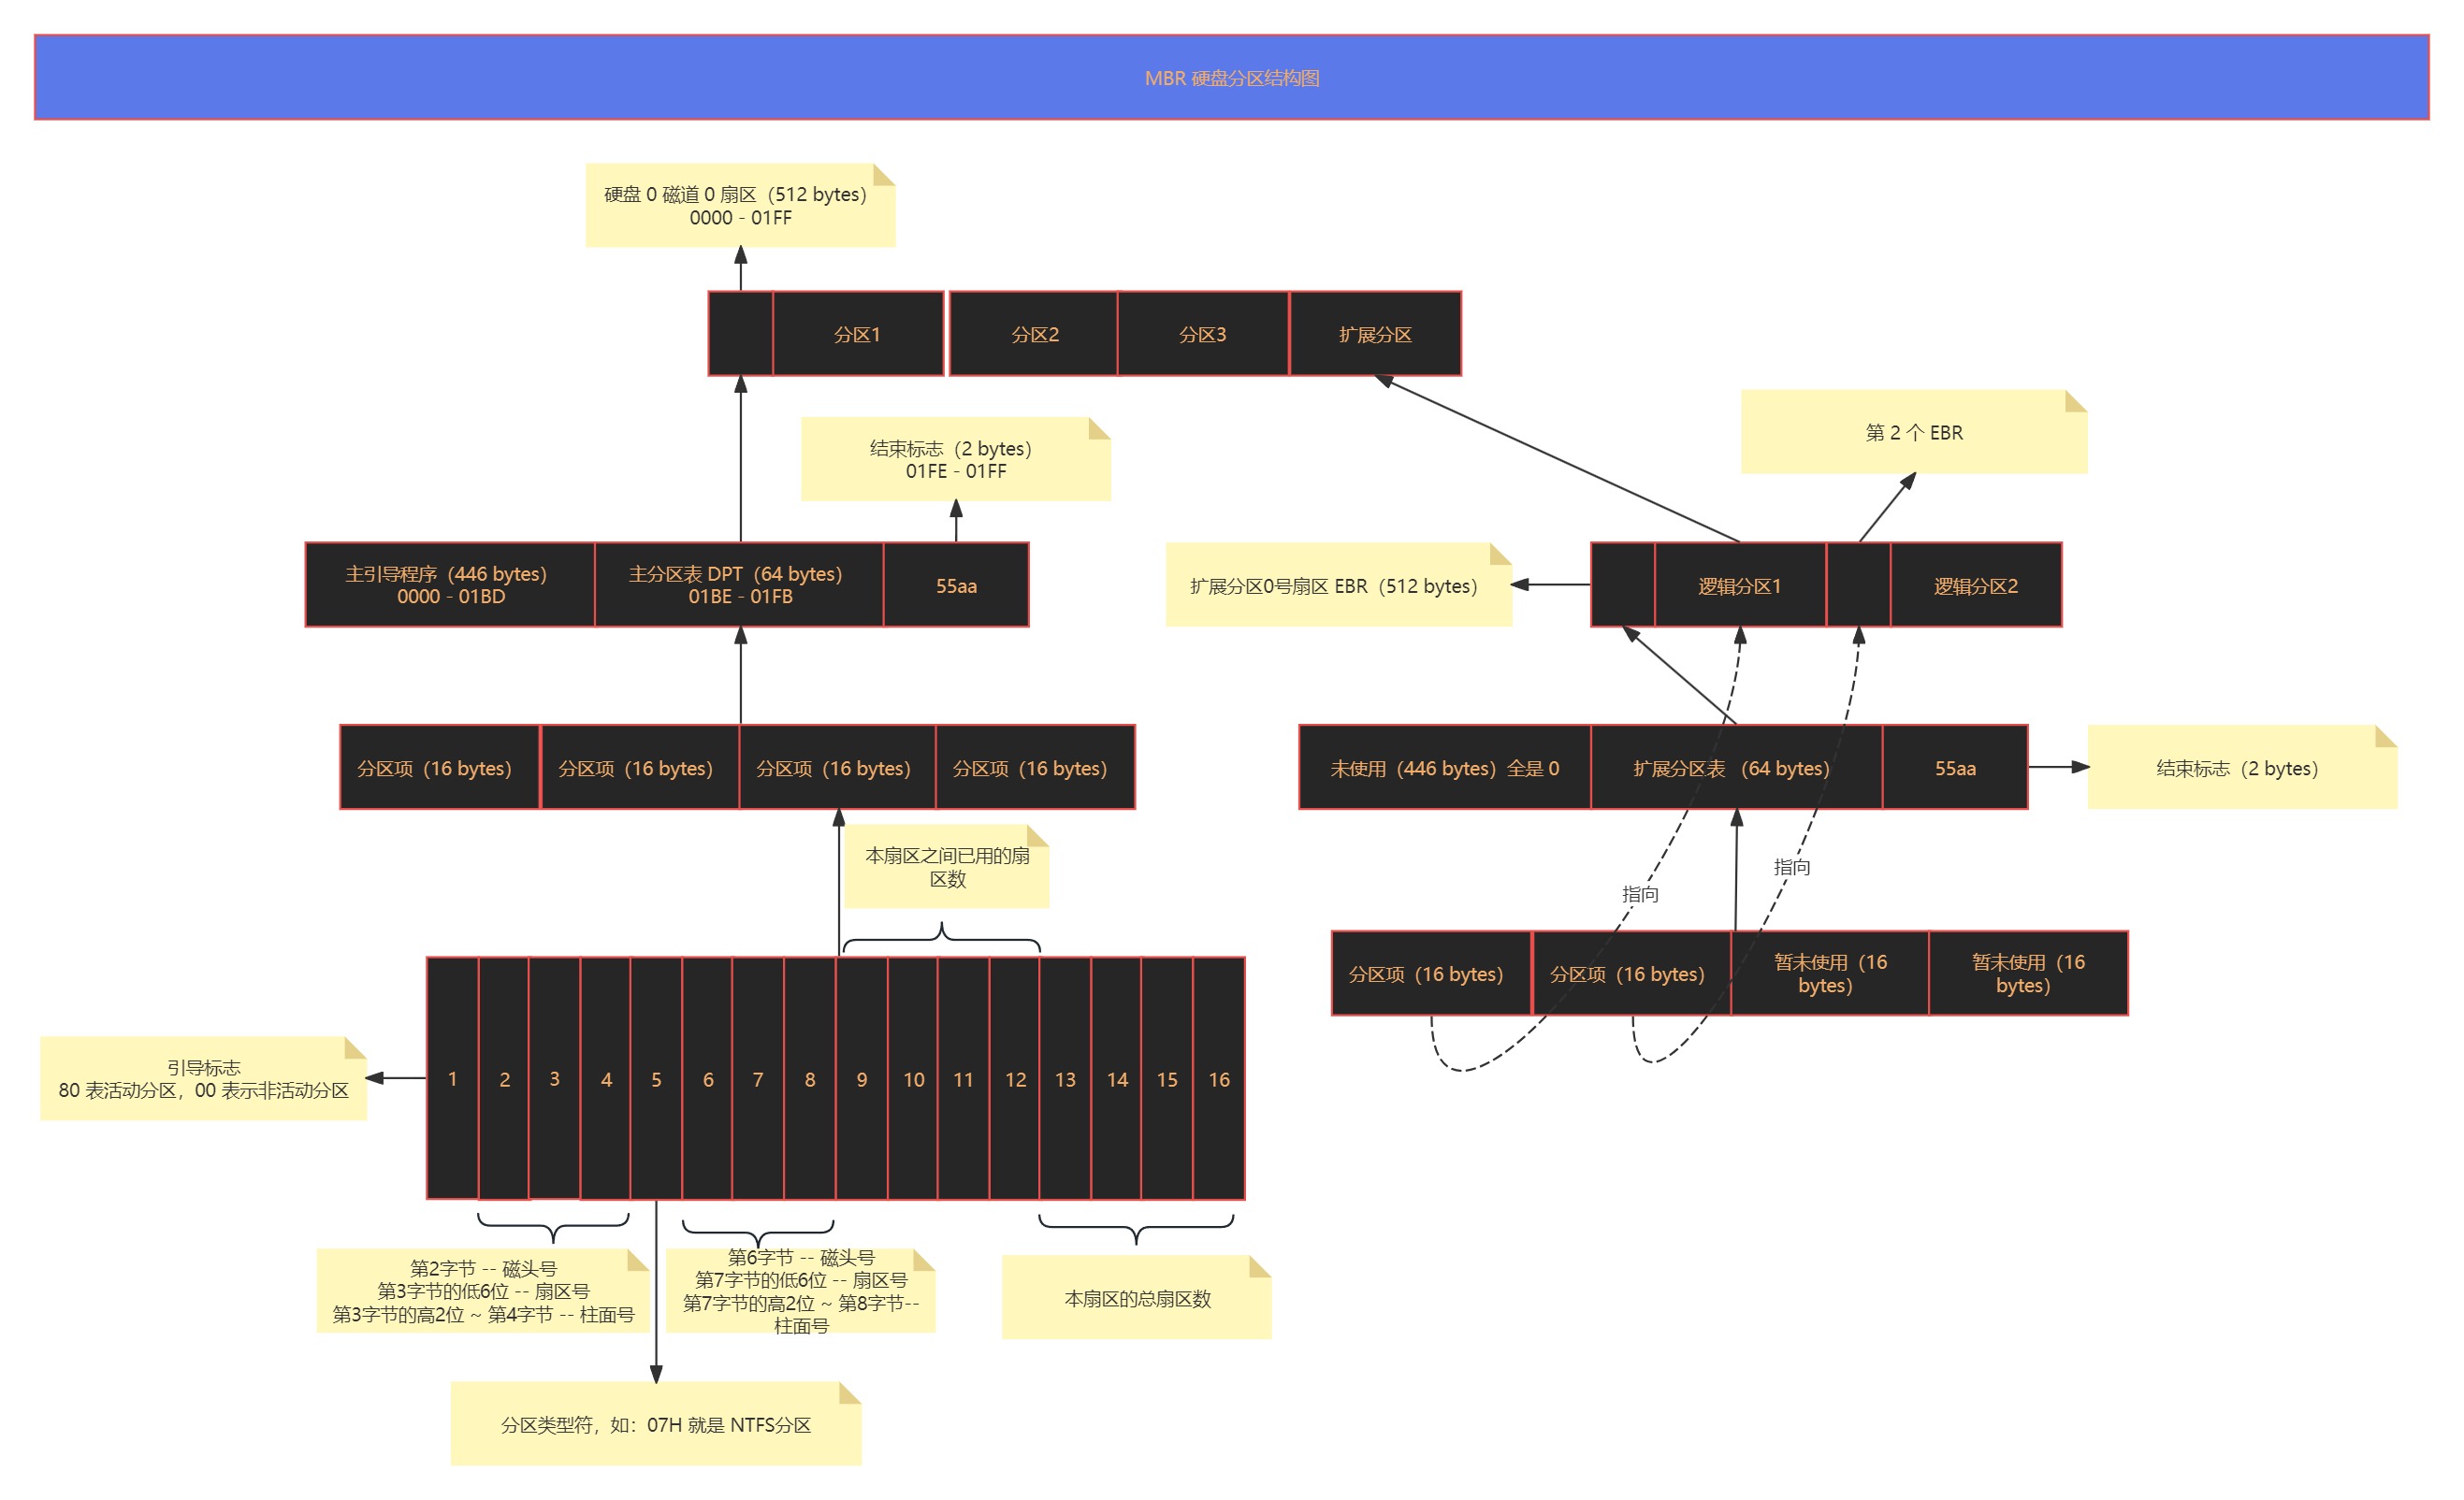 MBR 硬盘分区结构图
硬盘 0 磁道 0 扇区（512 bytes）
0000 - 01FF
分区1
分区2
分区3
扩展分区
结束标志（2 bytes）
01FE - 01FF
第 2 个 EBR
主引导程序（446 bytes）
0000 - 01BD
主分区表 DPT（64 bytes）
01BE - 01FB
55aa
扩展分区0号扇区 EBR（512 bytes）
逻辑分区1
逻辑分区2
分区项（16 bytes）
分区项（16 bytes）
分区项（16 bytes）
分区项（16 bytes）
未使用（446 bytes）全是 0
扩展分区表 （64 bytes）
55aa
结束标志（2 bytes）
本扇区之间已用的扇
区数
指向
指向
分区项（16 bytes）
分区项（16 bytes）
暂未使用（16
bytes）
暂未使用（16
bytes）
引导标志
80 表活动分区，00 表示非活动分区
1
2
3
4
5
6
7
8
9
10
11
12
13
14
15
16
第2字节 -- 磁头号
第3字节的低6位 -- 扇区号
第3字节的高2位 ~ 第4字节 -- 柱面号
第6字节 -- 磁头号
第7字节的低6位 -- 扇区号
第7字节的高2位 ~ 第8字节--
柱面号
本扇区的总扇区数
分区类型符，如：07H 就是 NTFS分区